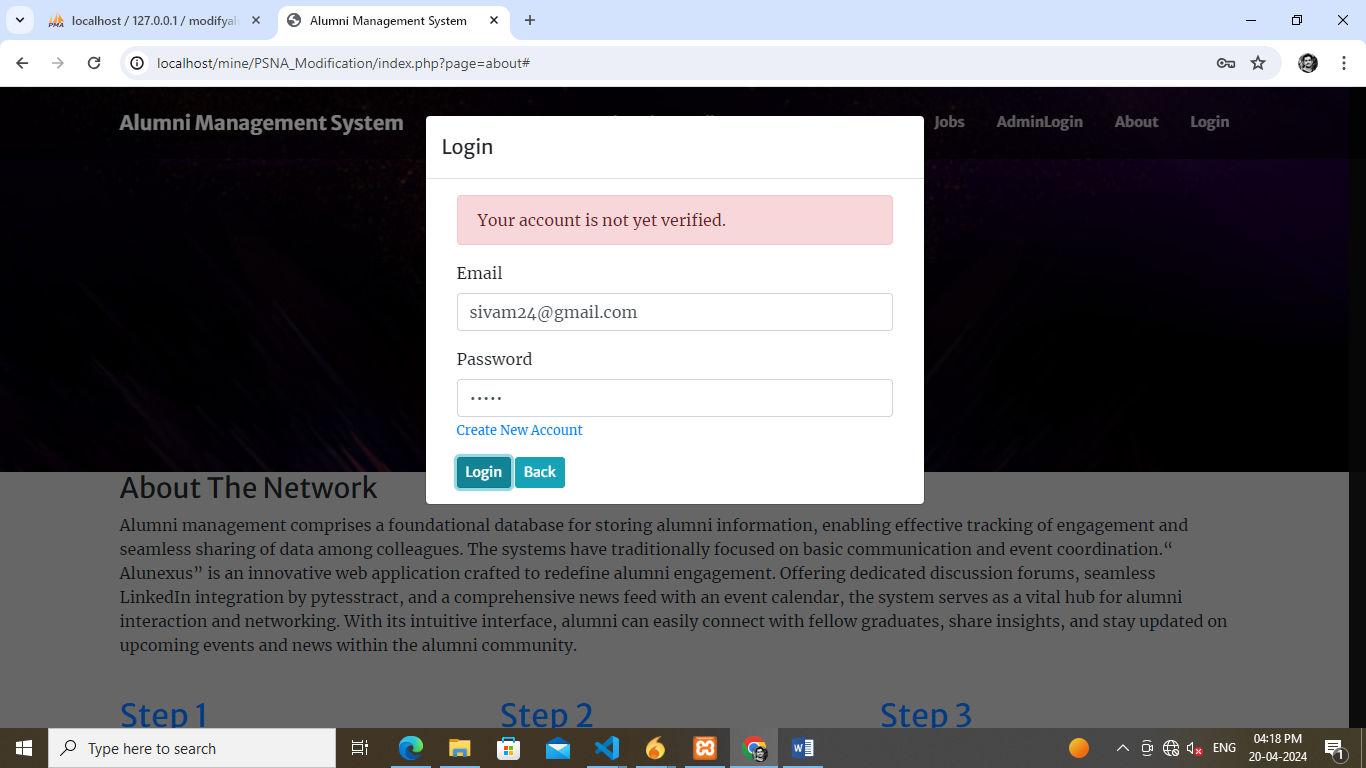 localhost / 127.0.0.1 / modifyal
Alumni Management System
localhost/mine/PSNA_Modification/index.php?page=about#
Alumni Management System
Jobs
AdminLogin
About
Login
Login
Your account is not yet verified.
Email
sivam24@gmail.com
Password
•••••
Create New Account
Login
Back
About The Network
Alumni management comprises a foundational database for storing alumni information, enabling effective tracking of engagement and
seamless sharing of data among colleagues. The systems have traditionally focused on basic communication and event coordination.“
Alunexus” is an innovative web application crafted to redefine alumni engagement. Offering dedicated discussion forums, seamless
LinkedIn integration by pytesstract, and a comprehensive news feed with an event calendar, the system serves as a vital hub for alumni
interaction and networking. With its intuitive interface, alumni can easily connect with fellow graduates, share insights, and stay updated on
upcoming events and news within the alumni community.
Step 1
Step 2
Step 3
Type here to search
ENG
04:18 PM
20-04-2024
1